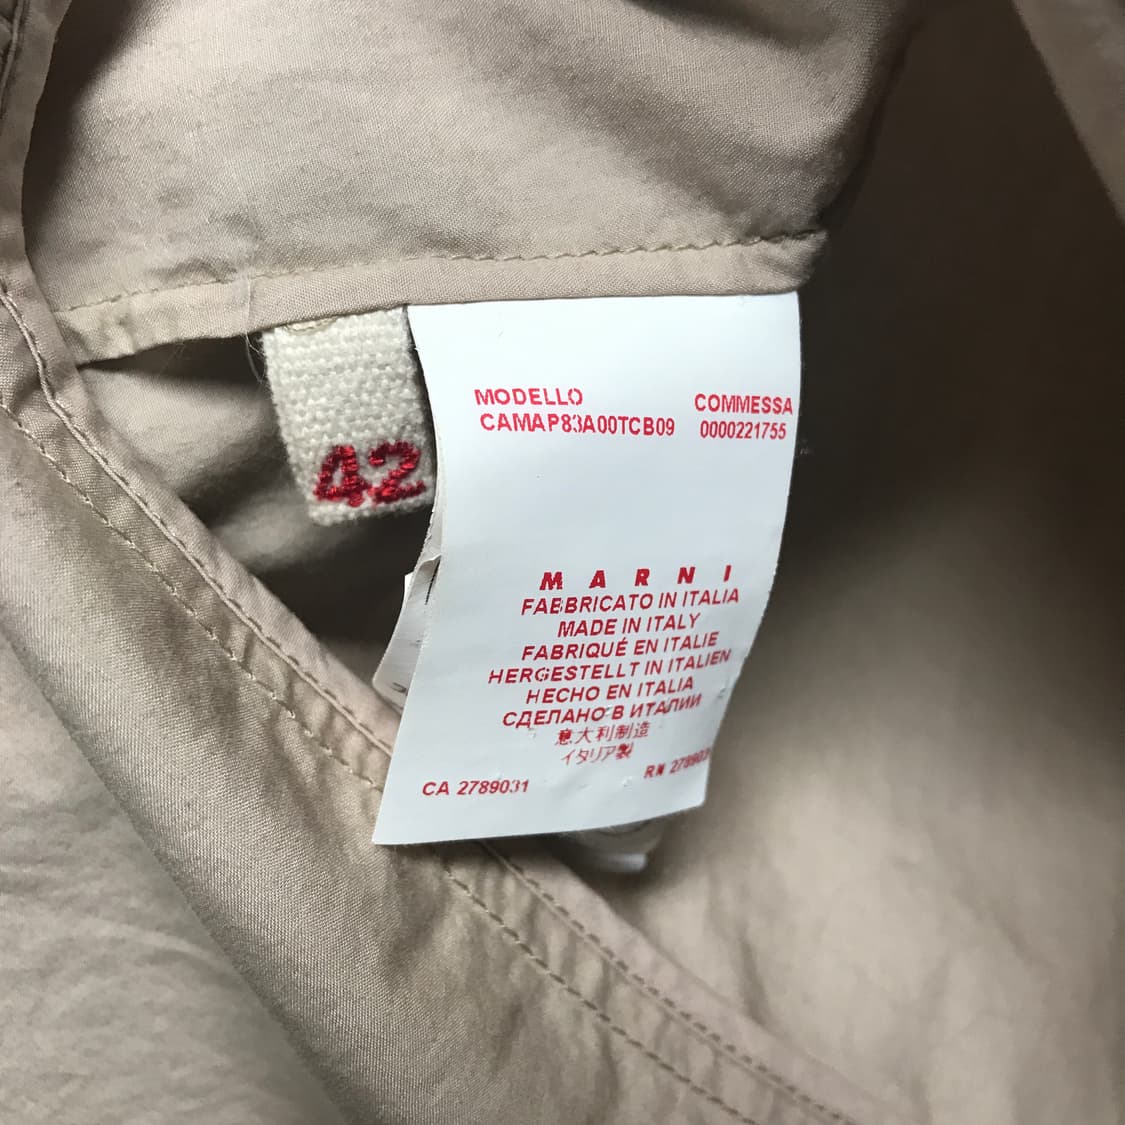 42
MODELLO COMMESSA
CAMAP83A00TCB09 0000221755
MARNI
FABBRICATO IN ITALIA
MADE IN ITALY
FABRIQUÉ EN ITALIE
HERGESTELLT IN ITALIEN
HECHO EN ITALIA
СДЕЛАНО В ИТАЛИИ
意大利制造
イタリア製
CA 2789031 RN